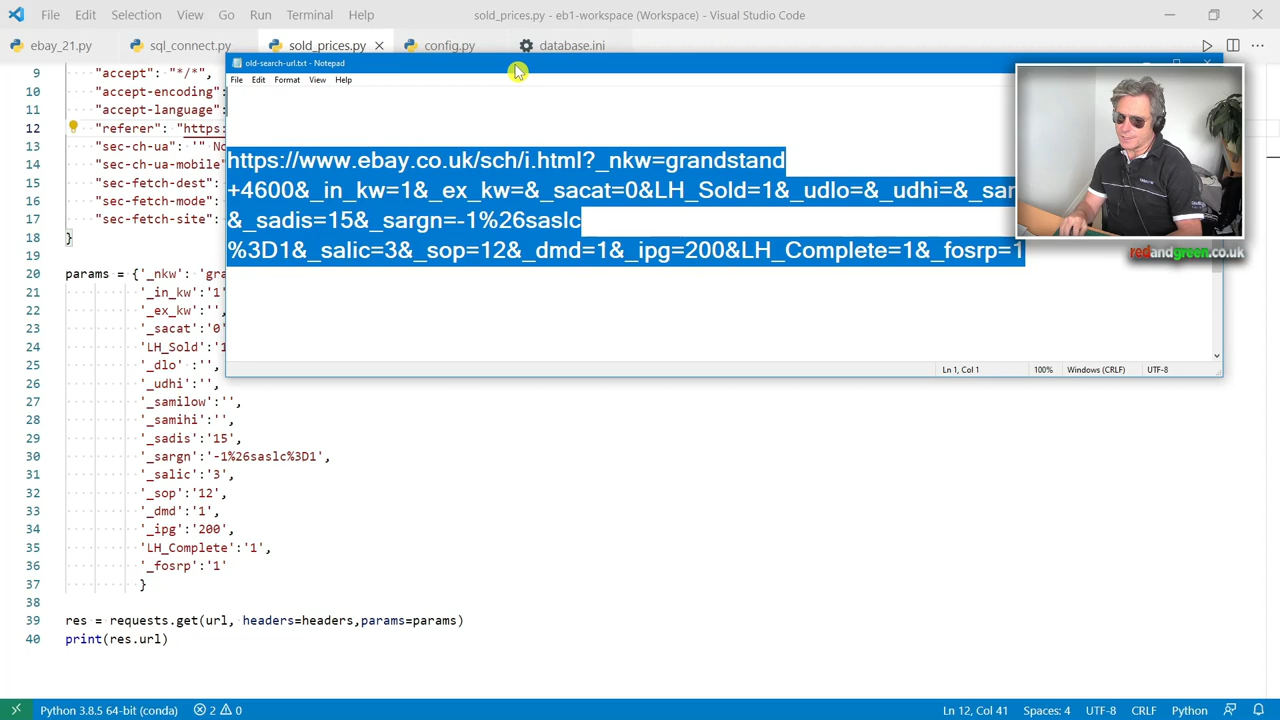 File Edit Selection View Go Run Terminal Help
sold_prices.py - eb1-workspace (Workspace) - Visual Studio Code
ebay_21.py sql_connect.py sold_prices.py config.py database.ini
old-search-url.txt - Notepad
File Edit Format View Help
https://www.ebay.co.uk/sch/i.html?_nkw=grandstand
+4600&_in_kw=1&_ex_kw=&_sacat=0&LH_Sold=1&_udlo=&_udhi=&_sar
&_sadis=15&_sargn=-1%26saslc
%3D1&_salic=3&_sop=12&_dmd=1&_ipg=200&LH_Complete=1&_fosrp=1
Ln 1, Col 1 100% Windows (CRLF) UTF-8
redandgreen.co.uk
9 "accept": "*/*",
10 "accept-encoding":
11 "accept-language":
12 "referer": "https:
13 "sec-ch-ua": '" No
14 "sec-ch-ua-mobile"
15 "sec-fetch-dest":
16 "sec-fetch-mode":
17 "sec-fetch-site":
18 }
19
20 params = {'_nkw': 'gra
21 '_in_kw':'1'
22 '_ex_kw':'',
23 '_sacat':'0'
24 'LH_Sold':'1
25 '_dlo' :'',
26 '_udhi':'',
27 '_samilow':'',
28 '_samihi':'',
29 '_sadis':'15',
30 '_sargn':'-1%26saslc%3D1',
31 '_salic':'3',
32 '_sop':'12',
33 '_dmd':'1',
34 '_ipg':'200',
35 'LH_Complete':'1',
36 '_fosrp':'1'
37 }
38
39 res = requests.get(url, headers=headers,params=params)
40 print(res.url)
Python 3.8.5 64-bit (conda) 2 0 Ln 12, Col 41 Spaces: 4 UTF-8 CRLF Python